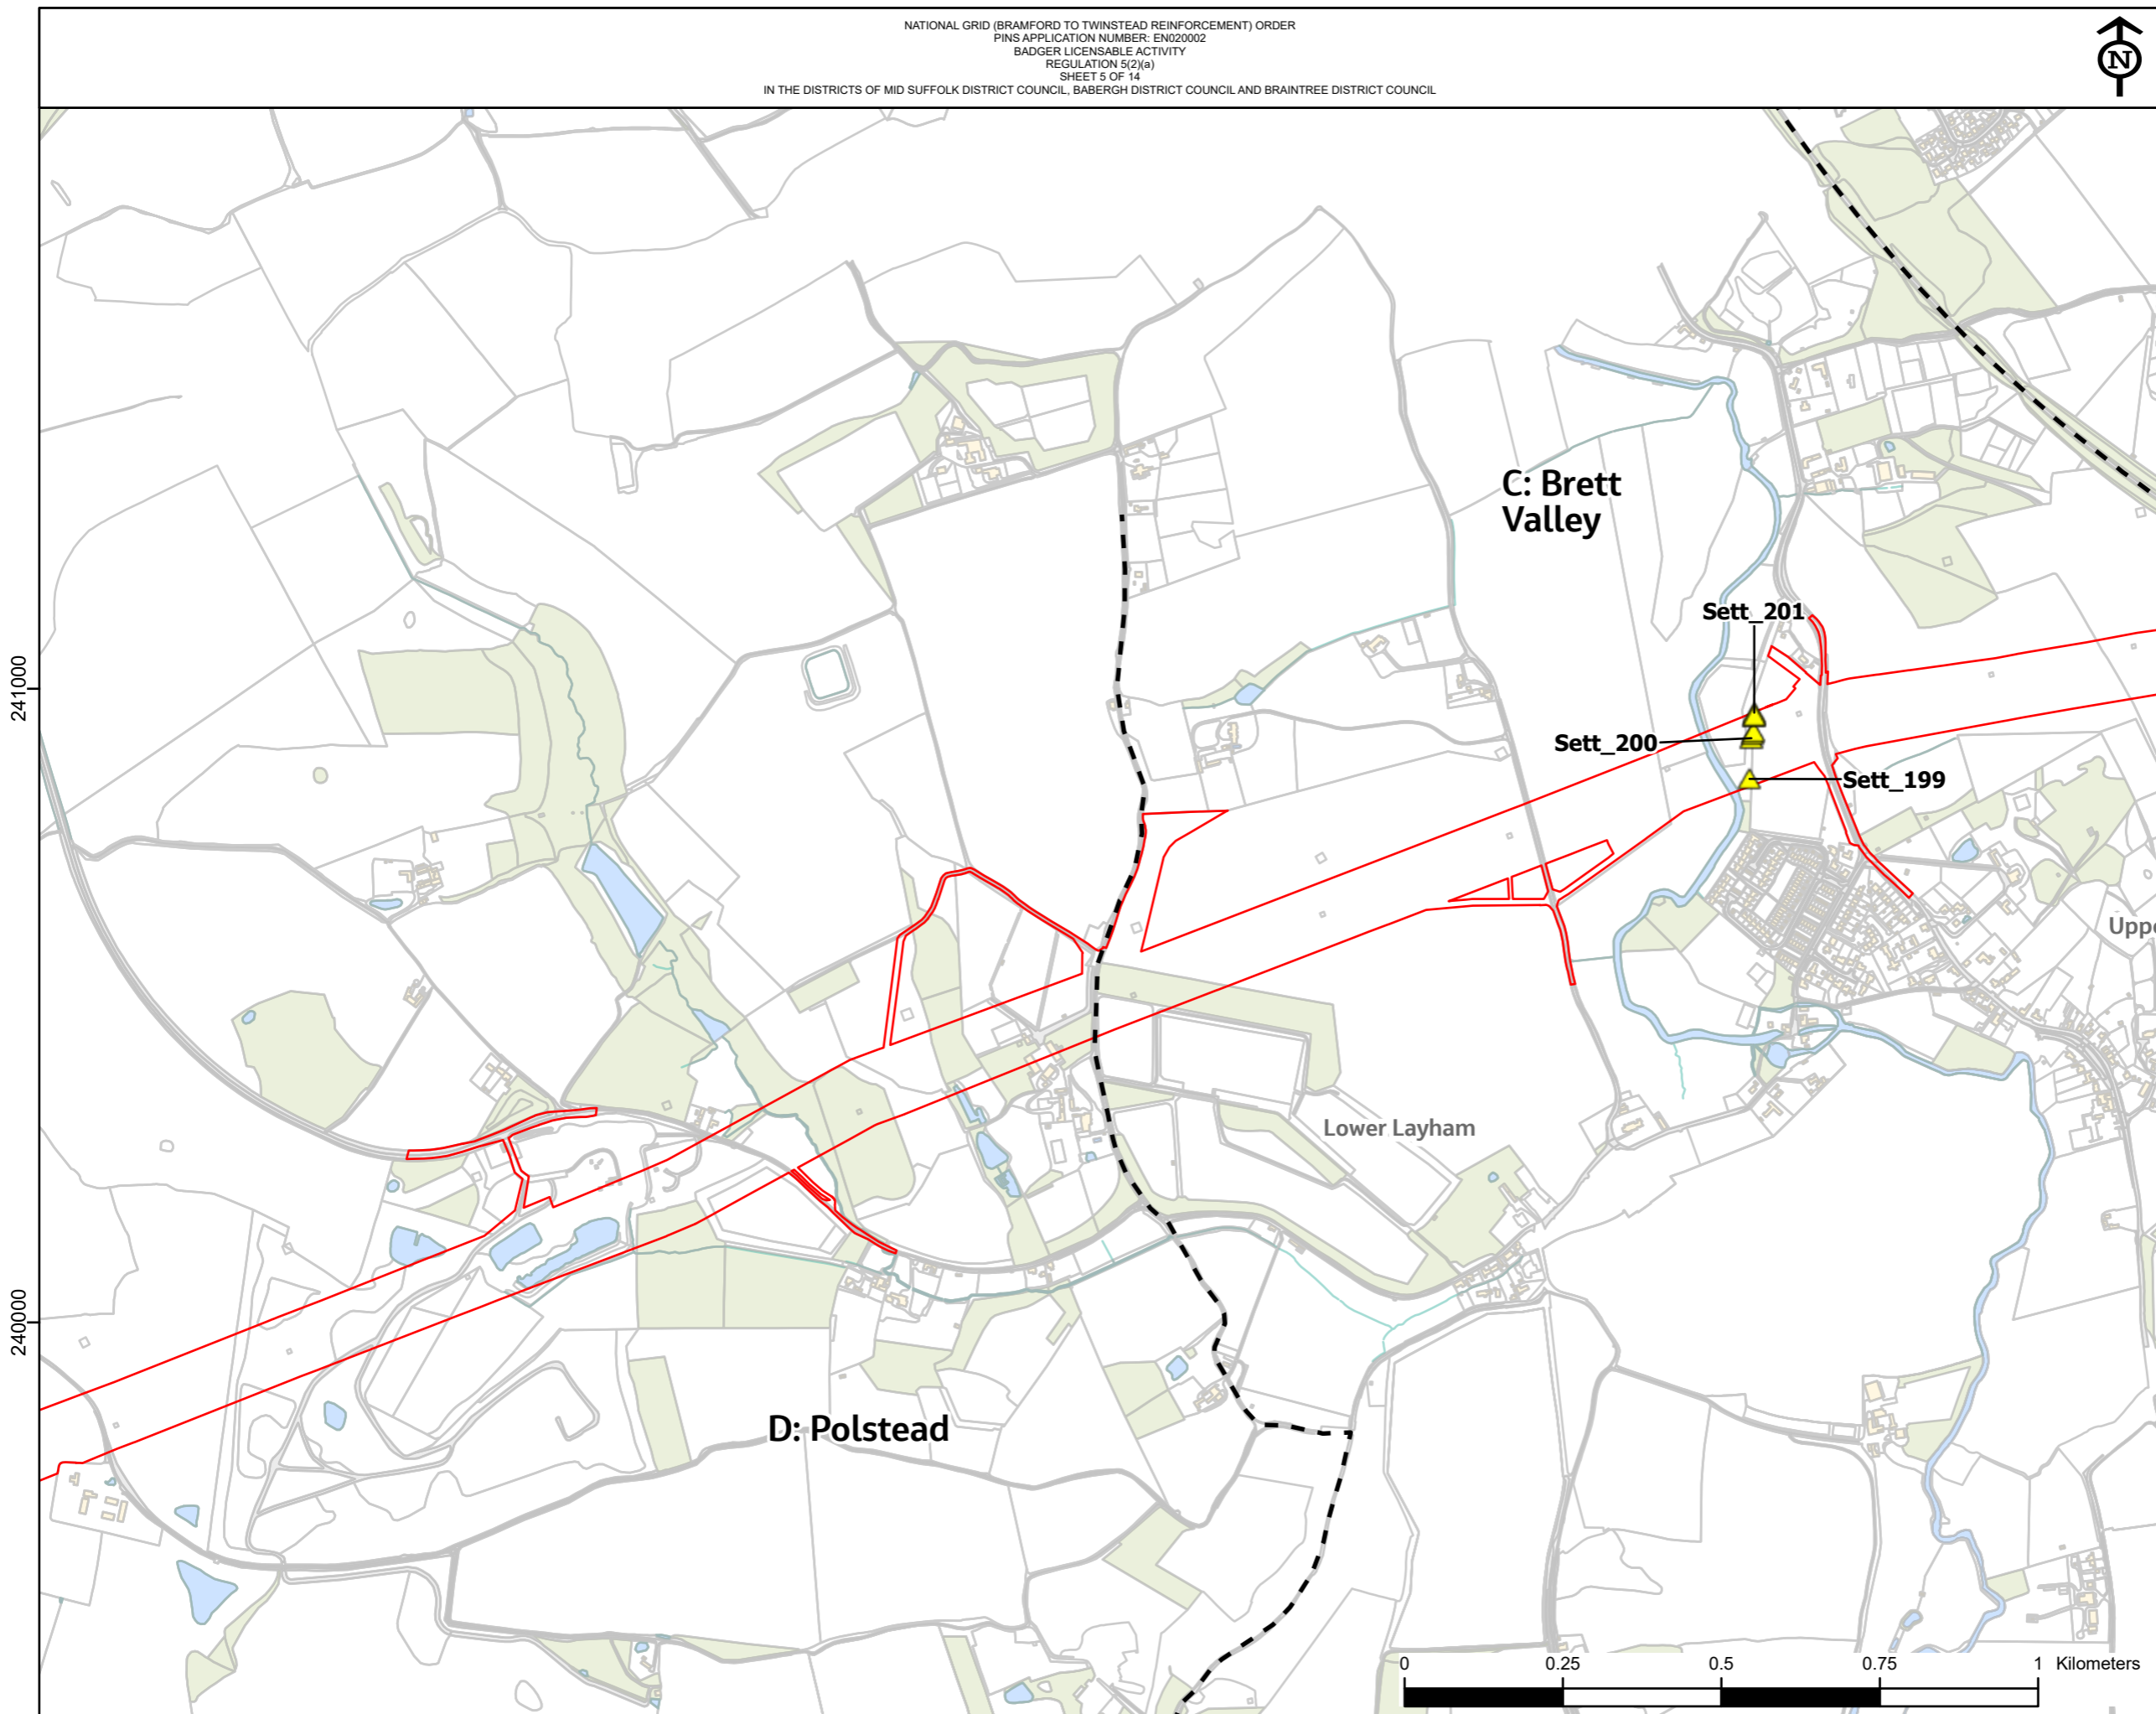 NATIONAL GRID (BRAMFORD TO TWINSTEAD REINFORCEMENT) ORDER
PINS APPLICATION NUMBER: EN020002
BADGER LICENSABLE ACTIVITY
REGULATION 5(2)(a)
SHEET 5 OF 14
IN THE DISTRICTS OF MID SUFFOLK DISTRICT COUNCIL, BABERGH DISTRICT COUNCIL AND BRAINTREE DISTRICT COUNCIL
N
C: Brett
Valley
Sett_201
241000
Sett_200
Sett_199
Uppe
Lower Layham
240000
D: Polstead
0 0.25 0.5 0.75 1 Kilometers